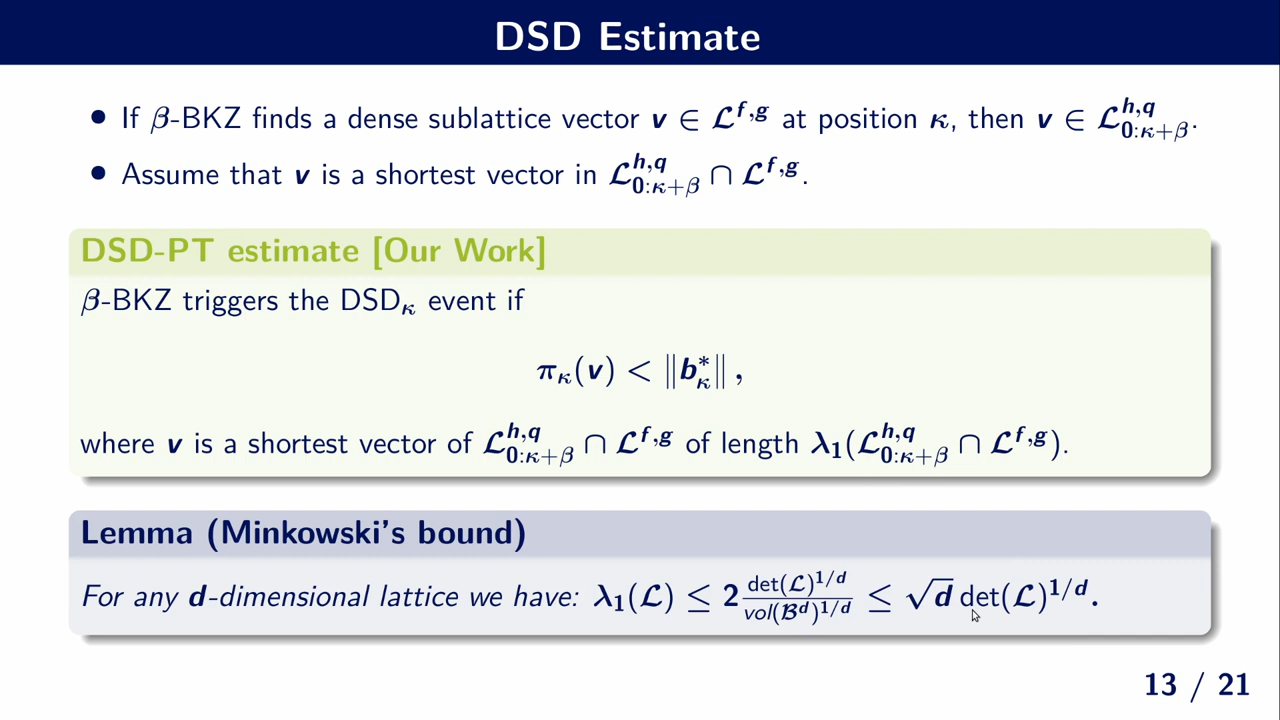 DSD Estimate
• If β-BKZ finds a dense sublattice vector v ∈ 𝓛^{f,g} at position κ, then v ∈ 𝓛^{h,q}_{0:κ+β}.
• Assume that v is a shortest vector in 𝓛^{h,q}_{0:κ+β} ∩ 𝓛^{f,g}.
DSD-PT estimate [Our Work]
β-BKZ triggers the DSD_κ event if
π_κ(v) < ‖b*_κ‖ ,
where v is a shortest vector of 𝓛^{h,q}_{0:κ+β} ∩ 𝓛^{f,g} of length λ₁(𝓛^{h,q}_{0:κ+β} ∩ 𝓛^{f,g}).
Lemma (Minkowski's bound)
For any d-dimensional lattice we have: λ₁(𝓛) ≤ 2 det(𝓛)^{1/d} / vol(𝓑^d)^{1/d} ≤ √d det(𝓛)^{1/d}.
13 / 21